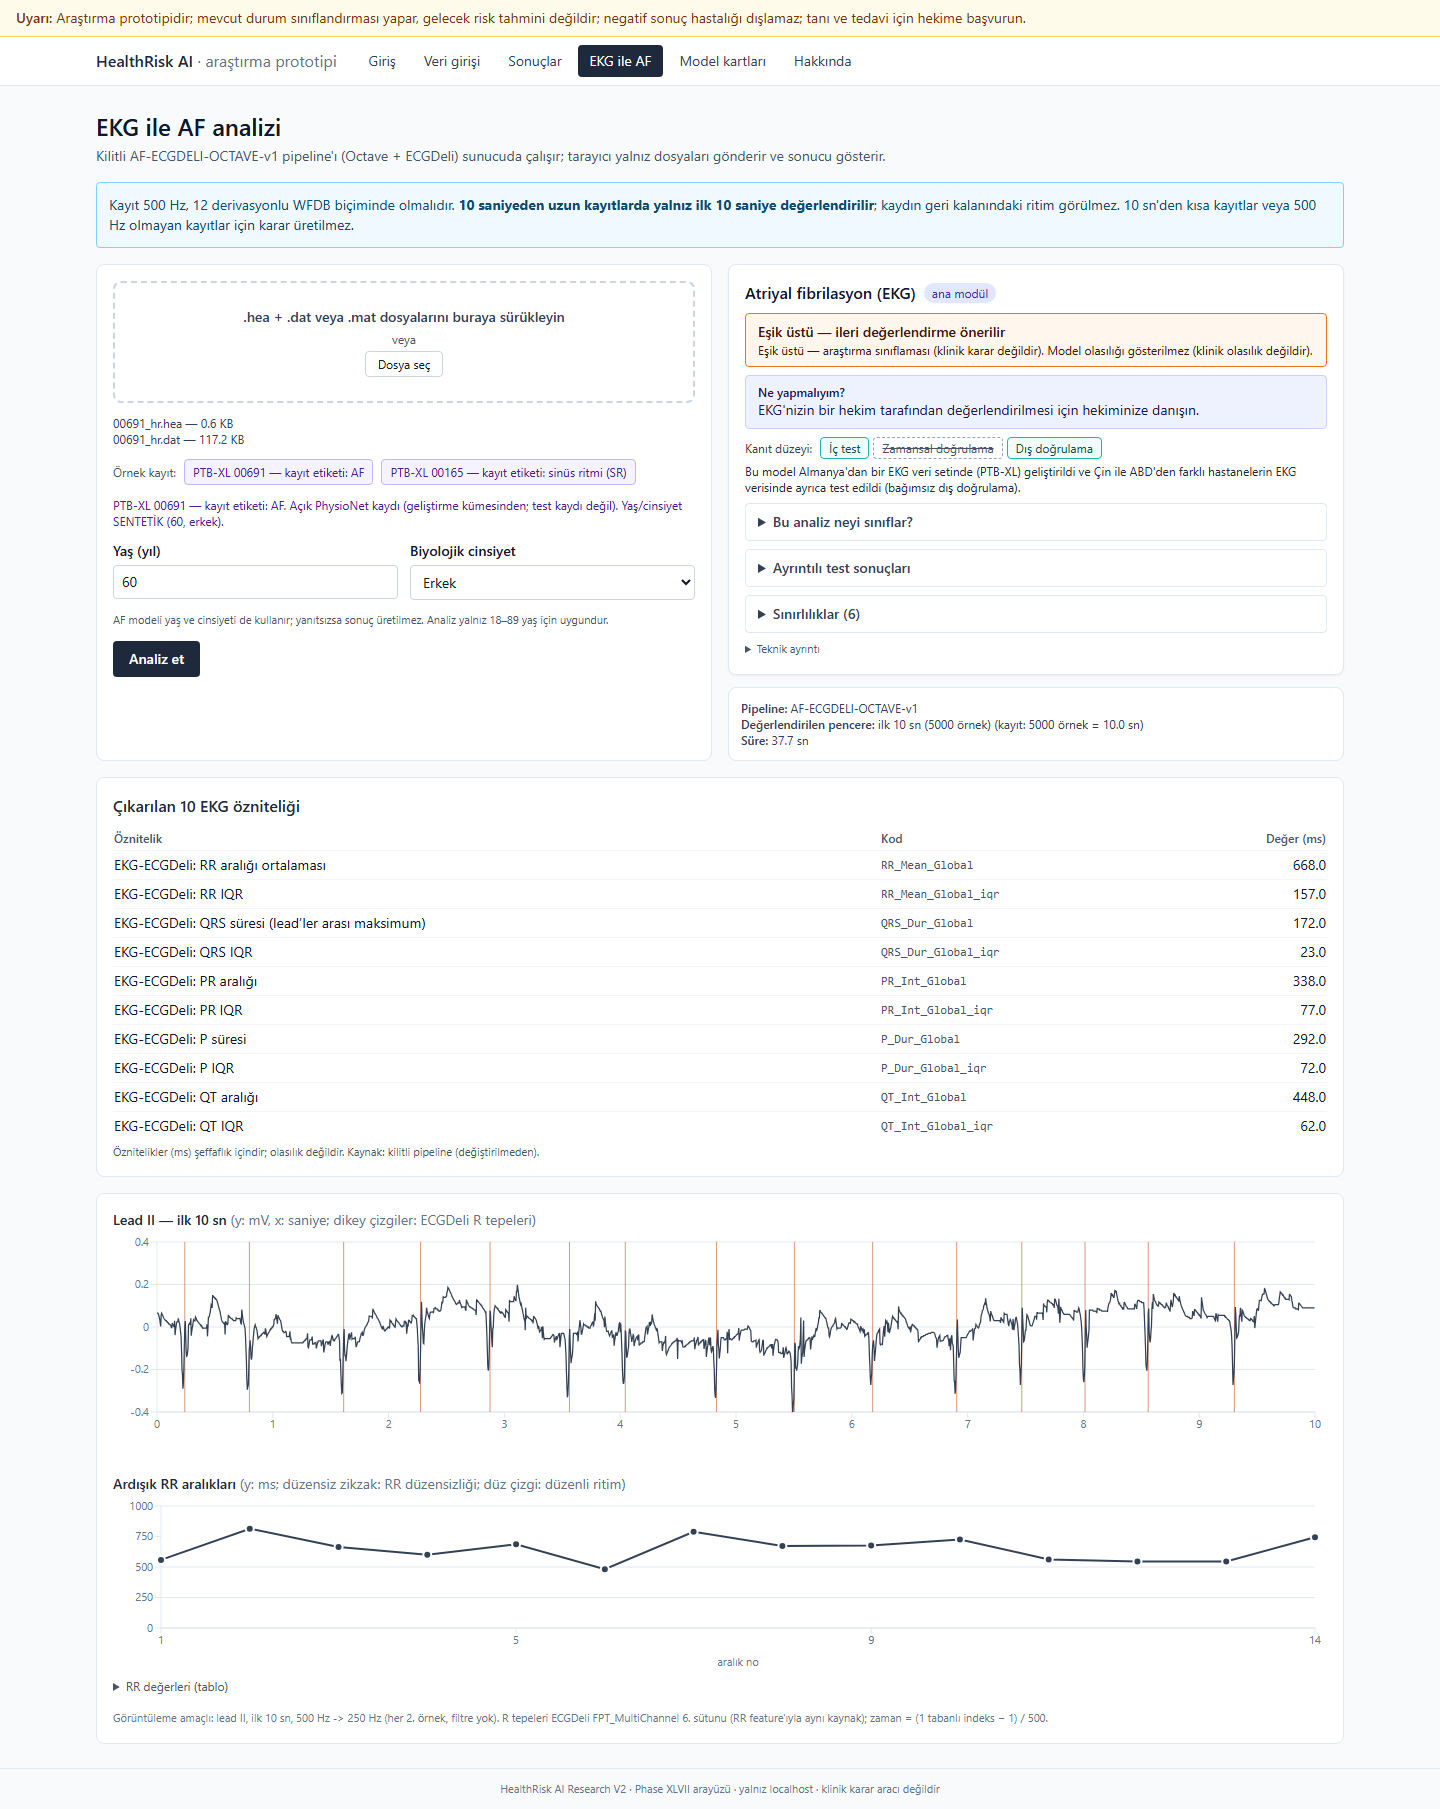 Uyarı: Araştırma prototipidir; mevcut durum sınıflandırması yapar, gelecek risk tahmini değildir; negatif sonuç hastalığı dışlamaz; tanı ve tedavi için hekime başvurun.
HealthRisk AI · araştırma prototipi Giriş Veri girişi Sonuçlar EKG ile AF Model kartları Hakkında
EKG ile AF analizi
Kilitli AF-ECGDELI-OCTAVE-v1 pipeline'ı (Octave + ECGDeli) sunucuda çalışır; tarayıcı yalnız dosyaları gönderir ve sonucu gösterir.
Kayıt 500 Hz, 12 derivasyonlu WFDB biçiminde olmalıdır. 10 saniyeden uzun kayıtlarda yalnız ilk 10 saniye değerlendirilir; kaydın geri kalanındaki ritim görülmez. 10 sn'den kısa kayıtlar veya 500
Hz olmayan kayıtlar için karar üretilmez.
.hea + .dat veya .mat dosyalarını buraya sürükleyin
veya
Dosya seç
00691_hr.hea — 0.6 KB
00691_hr.dat — 117.2 KB
Örnek kayıt: PTB-XL 00691 — kayıt etiketi: AF PTB-XL 00165 — kayıt etiketi: sinüs ritmi (SR)
PTB-XL 00691 — kayıt etiketi: AF. Açık PhysioNet kaydı (geliştirme kümesinden; test kaydı değil). Yaş/cinsiyet
SENTETİK (60, erkek).
Yaş (yıl) Biyolojik cinsiyet
60 Erkek
AF modeli yaş ve cinsiyeti de kullanır; yanıtsızsa sonuç üretilmez. Analiz yalnız 18–89 yaş için uygundur.
Analiz et
Atriyal fibrilasyon (EKG) ana modül
Eşik üstü — ileri değerlendirme önerilir
Eşik üstü — araştırma sınıflaması (klinik karar değildir). Model olasılığı gösterilmez (klinik olasılık değildir).
Ne yapmalıyım?
EKG'nizin bir hekim tarafından değerlendirilmesi için hekiminize danışın.
Kanıt düzeyi: İç test Zamansal doğrulama Dış doğrulama
Bu model Almanya'dan bir EKG veri setinde (PTB-XL) geliştirildi ve Çin ile ABD'den farklı hastanelerin EKG
verisinde ayrıca test edildi (bağımsız dış doğrulama).
▶ Bu analiz neyi sınıflar?
▶ Ayrıntılı test sonuçları
▶ Sınırlılıklar (6)
▶ Teknik ayrıntı
Pipeline: AF-ECGDELI-OCTAVE-v1
Değerlendirilen pencere: ilk 10 sn (5000 örnek) (kayıt: 5000 örnek = 10.0 sn)
Süre: 37.7 sn
Çıkarılan 10 EKG özniteliği
Öznitelik Kod Değer (ms)
EKG-ECGDeli: RR aralığı ortalaması RR_Mean_Global 668.0
EKG-ECGDeli: RR IQR RR_Mean_Global_iqr 157.0
EKG-ECGDeli: QRS süresi (lead'ler arası maksimum) QRS_Dur_Global 172.0
EKG-ECGDeli: QRS IQR QRS_Dur_Global_iqr 23.0
EKG-ECGDeli: PR aralığı PR_Int_Global 338.0
EKG-ECGDeli: PR IQR PR_Int_Global_iqr 77.0
EKG-ECGDeli: P süresi P_Dur_Global 292.0
EKG-ECGDeli: P IQR P_Dur_Global_iqr 72.0
EKG-ECGDeli: QT aralığı QT_Int_Global 448.0
EKG-ECGDeli: QT IQR QT_Int_Global_iqr 62.0
Öznitelikler (ms) şeffaflık içindir; olasılık değildir. Kaynak: kilitli pipeline (değiştirilmeden).
Lead II — ilk 10 sn (y: mV, x: saniye; dikey çizgiler: ECGDeli R tepeleri)
0.4
0.2
0
-0.2
-0.4
0 1 2 3 4 5 6 7 8 9 10
Ardışık RR aralıkları (y: ms; düzensiz zikzak: RR düzensizliği; düz çizgi: düzenli ritim)
1000
750
500
250
0
1 5 9 14
aralık no
▶ RR değerleri (tablo)
Görüntüleme amaçlı: lead II, ilk 10 sn, 500 Hz -> 250 Hz (her 2. örnek, filtre yok). R tepeleri ECGDeli FPT_MultiChannel 6. sütunu (RR feature'ıyla aynı kaynak); zaman = (1 tabanlı indeks − 1) / 500.
HealthRisk AI Research V2 · Phase XLVII arayüzü · yalnız localhost · klinik karar aracı değildir